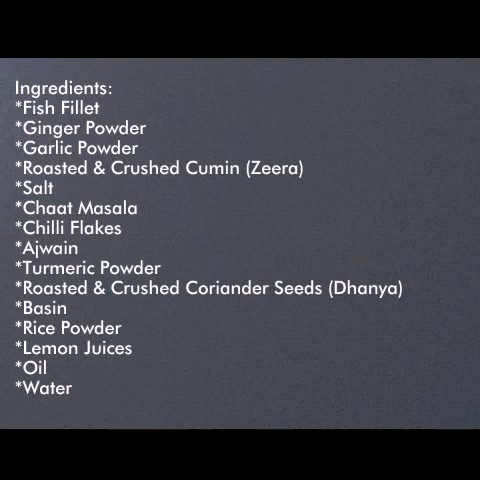 Ingredients:
*Fish Fillet
*Ginger Powder
*Garlic Powder
*Roasted & Crushed Cumin (Zeera)
*Salt
*Chaat Masala
*Chilli Flakes
*Ajwain
*Turmeric Powder
*Roasted & Crushed Coriander Seeds (Dhanya)
*Basin
*Rice Powder
*Lemon Juices
*Oil
*Water